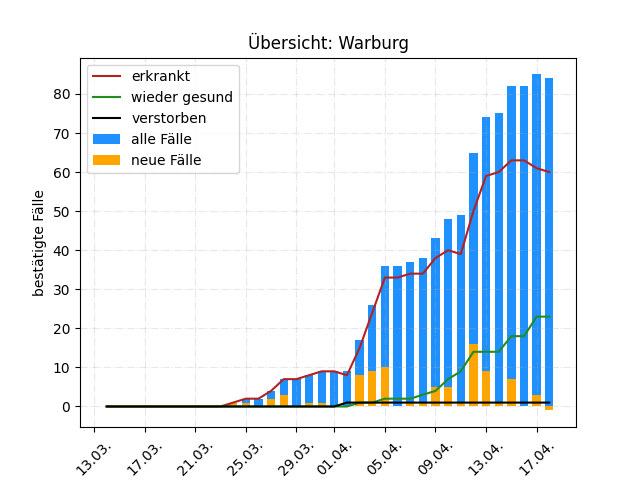 Übersicht: Warburg
erkrankt
wieder gesund
verstorben
alle Fälle
neue Fälle
bestätigte Fälle
80
70
60
50
40
30
20
10
0
13.03.
17.03.
21.03.
25.03.
29.03.
01.04.
05.04.
09.04.
13.04.
17.04.